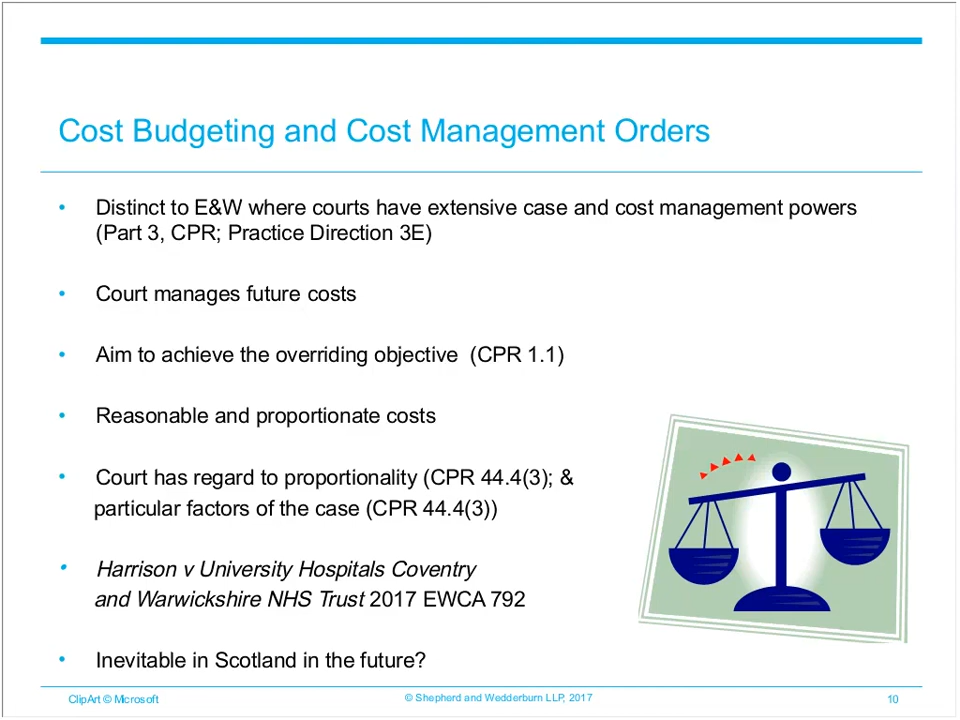 Cost Budgeting and Cost Management Orders
• Distinct to E&W where courts have extensive case and cost management powers
(Part 3, CPR; Practice Direction 3E)
• Court manages future costs
• Aim to achieve the overriding objective (CPR 1.1)
• Reasonable and proportionate costs
• Court has regard to proportionality (CPR 44.4(3); &
particular factors of the case (CPR 44.4(3))
• Harrison v University Hospitals Coventry
and Warwickshire NHS Trust 2017 EWCA 792
• Inevitable in Scotland in the future?
ClipArt © Microsoft
© Shepherd and Wedderburn LLP, 2017
10